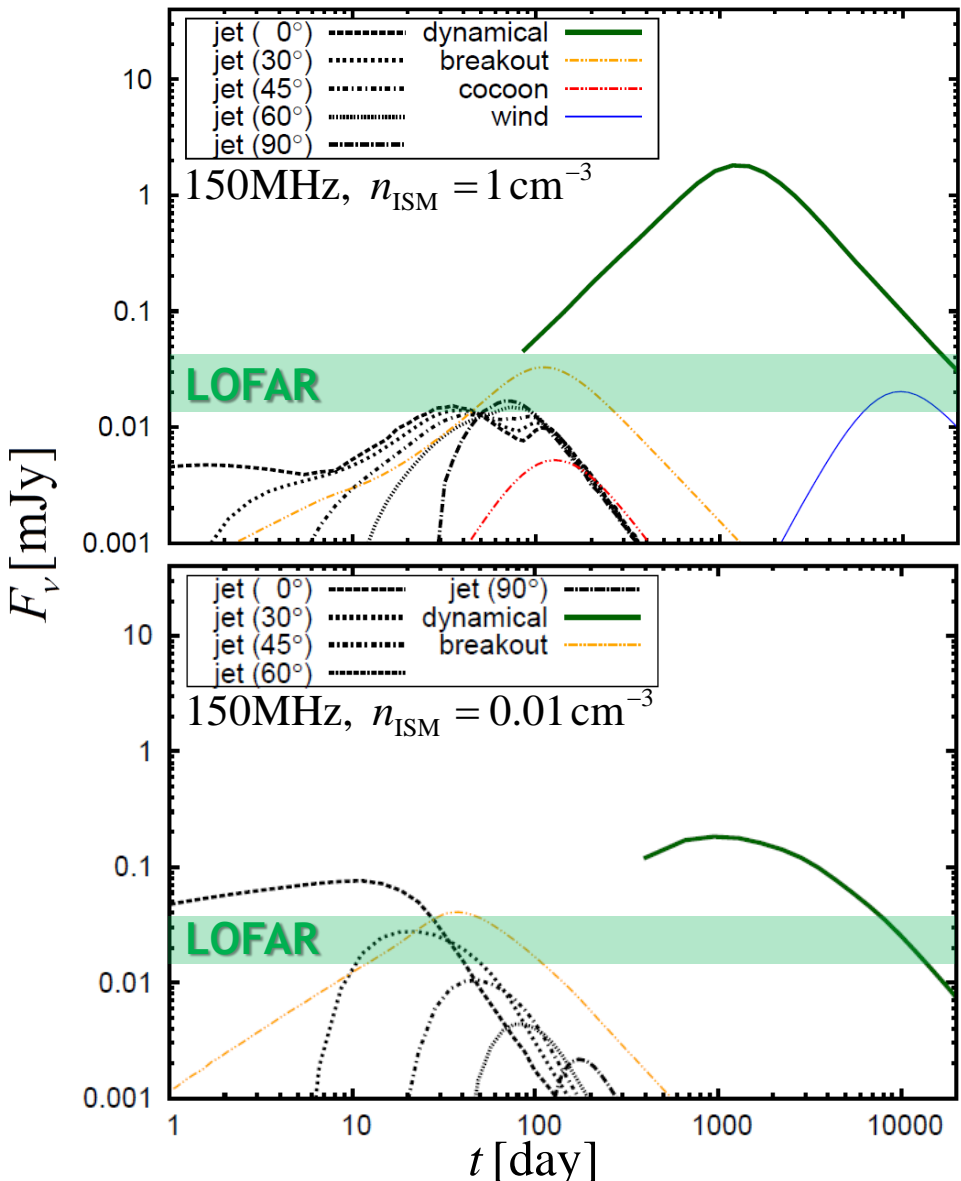 jet ( 0°) dynamical
jet (30°) breakout
jet (45°) cocoon
jet (60°) wind
jet (90°)
150MHz, n_ISM = 1 cm⁻³
10
1
0.1
LOFAR
0.01
0.001
F_ν [mJy]
jet ( 0°) jet (90°)
jet (30°) dynamical
jet (45°) breakout
jet (60°)
150MHz, n_ISM = 0.01 cm⁻³
10
1
0.1
LOFAR
0.01
0.001
1 10 100 1000 10000
t [day]